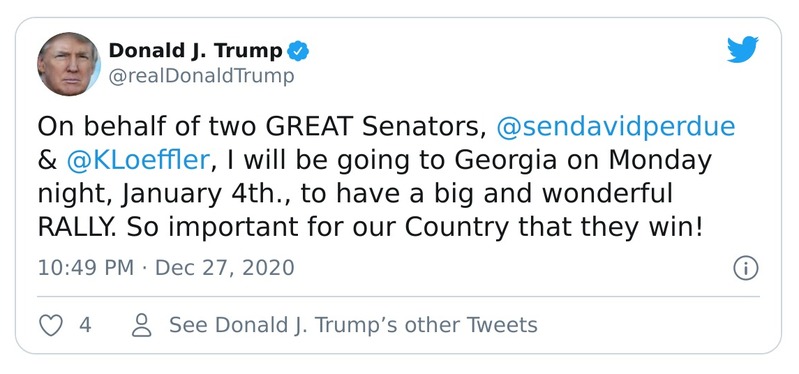 Donald J. Trump
@realDonaldTrump
On behalf of two GREAT Senators, @sendavidperdue
& @KLoeffler, I will be going to Georgia on Monday
night, January 4th., to have a big and wonderful
RALLY. So important for our Country that they win!
10:49 PM · Dec 27, 2020
4
See Donald J. Trump’s other Tweets